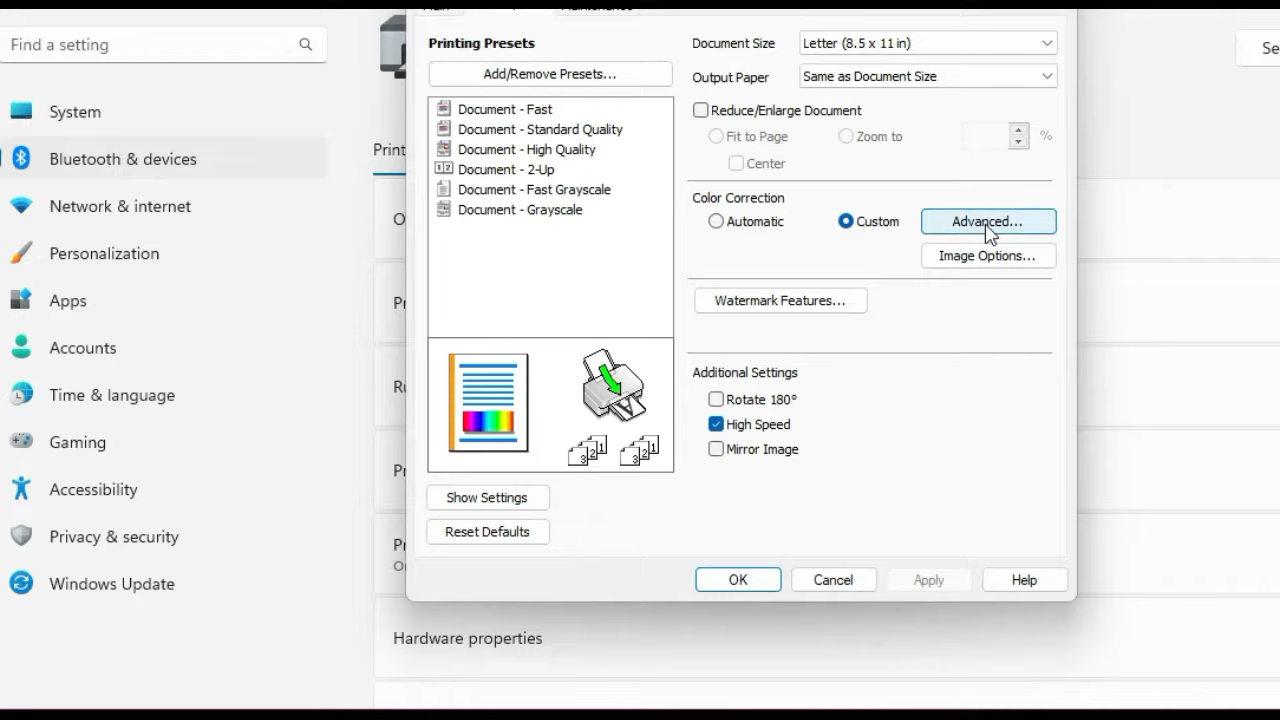 Find a setting
System
Bluetooth & devices
Network & internet
Personalization
Apps
Accounts
Time & language
Gaming
Accessibility
Privacy & security
Windows Update
Print
Hardware properties
Maintenance
Printing Presets
Add/Remove Presets...
Document - Fast
Document - Standard Quality
Document - High Quality
Document - 2-Up
Document - Fast Grayscale
Document - Grayscale
Show Settings
Reset Defaults
Document Size
Letter (8.5 x 11 in)
Output Paper
Same as Document Size
Reduce/Enlarge Document
Fit to Page
Zoom to
%
Center
Color Correction
Automatic
Custom
Advanced...
Image Options...
Watermark Features...
Additional Settings
Rotate 180°
High Speed
Mirror Image
OK
Cancel
Apply
Help
Se